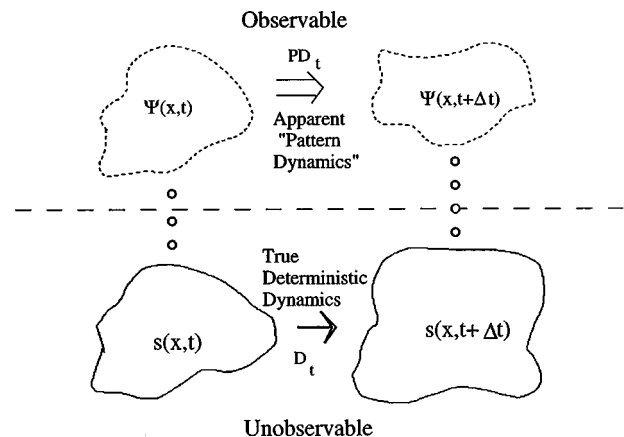 Observable
PD t
Ψ(x,t)
Ψ(x,t+Δt)
Apparent
"Pattern
Dynamics"
True
Deterministic
Dynamics
s(x,t)
s(x,t+Δt)
D t
Unobservable